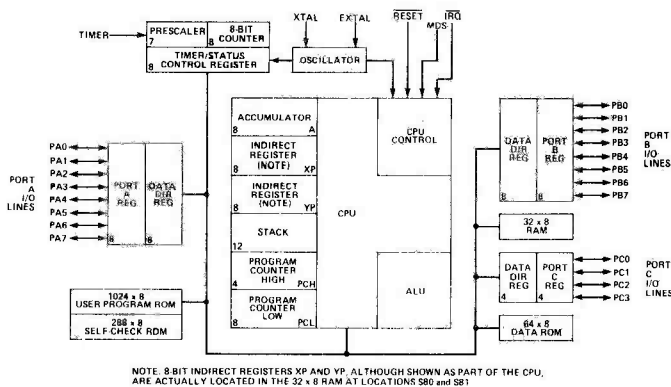 XTAL EXTAL RESET MDS IRQ
TIMER
PRESCALER
7
8-BIT
COUNTER
8
TIMER/STATUS
CONTROL REGISTER
8
OSCILLATOR
ACCUMULATOR
8 A
INDIRECT
REGISTER
(NOTE)
8 XP
INDIRECT
REGISTER
(NOTE)
8 YP
STACK
12
PROGRAM
COUNTER
HIGH
4 PCH
PROGRAM
COUNTER
LOW
8 PCL
CPU
CPU
CONTROL
ALU
PORT
A
I/O
LINES
PA0
PA1
PA2
PA3
PA4
PA5
PA6
PA7
PORT
A
REG
8
DATA
DIR
REG
8
1024 x 8
USER PROGRAM ROM
288 x 8
SELF-CHECK ROM
DATA
DIR
REG
8
PORT
B
REG
8
PB0
PB1
PB2
PB3
PB4
PB5
PB6
PB7
PORT
B
I/O
LINES
32 x 8
RAM
DATA
DIR
REG
4
PORT
C
REG
4
PC0
PC1
PC2
PC3
PORT
C
I/O
LINES
64 x 8
DATA ROM
NOTE. 8-BIT INDIRECT REGISTERS XP AND YP, ALTHOUGH SHOWN AS PART OF THE CPU,
ARE ACTUALLY LOCATED IN THE 32 x 8 RAM AT LOCATIONS $80 and $81